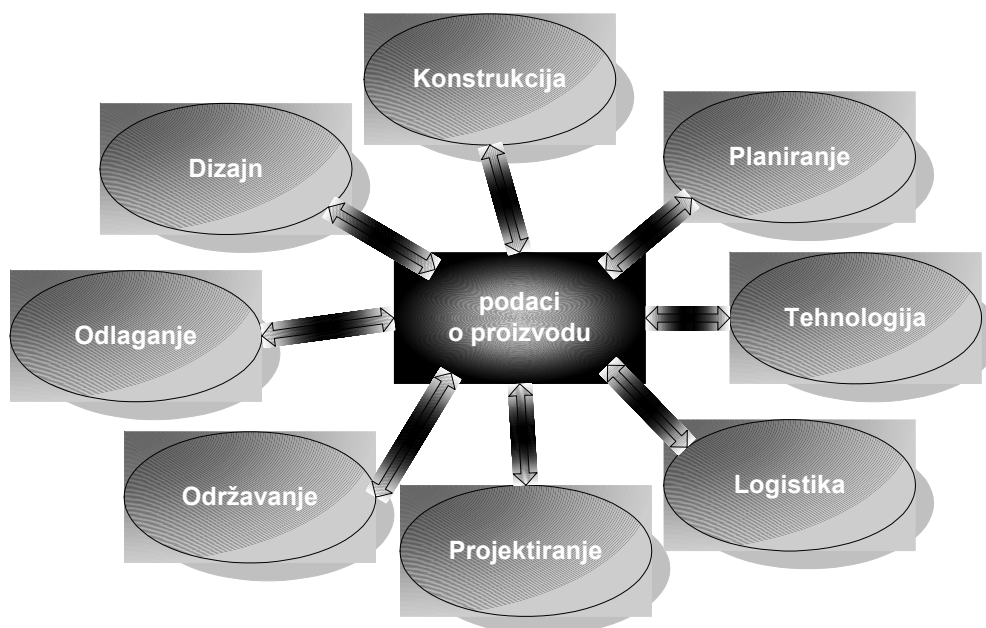 Konstrukcija
Dizajn
Planiranje
podaci
o proizvodu
Odlaganje
Tehnologija
Održavanje
Logistika
Projektiranje